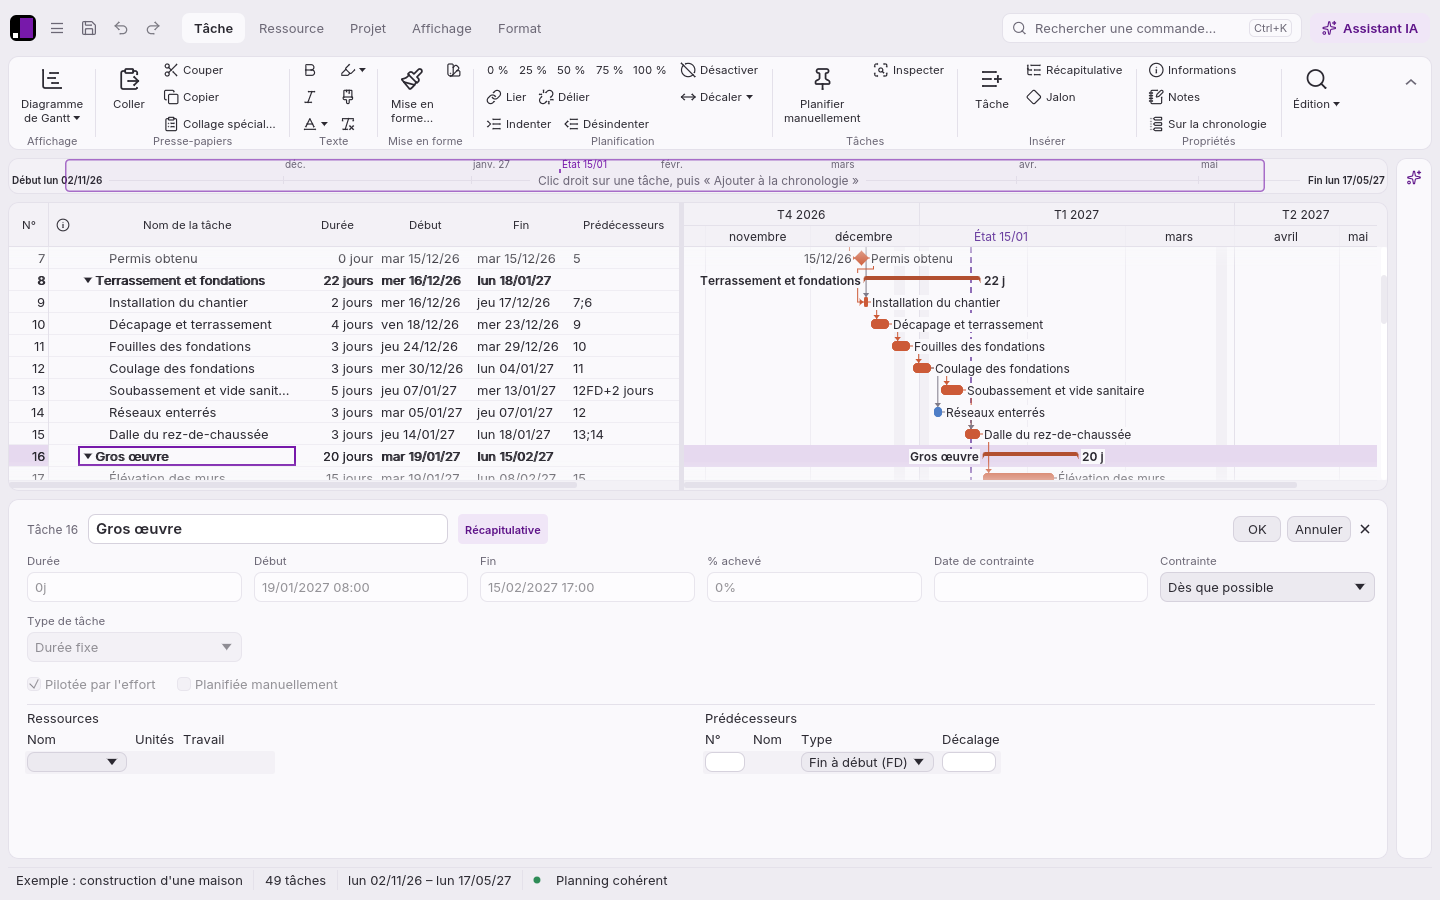 Tâche
Ressource
Projet
Affichage
Format
Rechercher une commande...
Ctrl+K
Assistant IA
Diagramme de Gantt
Affichage
Coller
Couper
Copier
Collage spécial...
Presse-papiers
B
I
A
Texte
Mise en forme...
Mise en forme
0 % 25 % 50 % 75 % 100 %
Lier
Délier
Indenter
Désindenter
Désactiver
Décaler
Planification
Planifier manuellement
Inspecter
Tâches
Tâche
Récapitulative
Jalon
Insérer
Informations
Notes
Sur la chronologie
Propriétés
Édition
déc. janv. 27 État 15/01 févr. mars avr. mai
Début lun 02/11/26
Clic droit sur une tâche, puis « Ajouter à la chronologie »
Fin lun 17/05/27
N° Nom de la tâche Durée Début Fin Prédécesseurs
T4 2026 T1 2027 T2 2027
novembre décembre État 15/01 mars avril mai
7 Permis obtenu 0 jour mar 15/12/26 mar 15/12/26 5
15/12/26 Permis obtenu
8 Terrassement et fondations 22 jours mer 16/12/26 lun 18/01/27
Terrassement et fondations 22 j
9 Installation du chantier 2 jours mer 16/12/26 jeu 17/12/26 7;6
Installation du chantier
10 Décapage et terrassement 4 jours ven 18/12/26 mer 23/12/26 9
Décapage et terrassement
11 Fouilles des fondations 3 jours jeu 24/12/26 mar 29/12/26 10
Fouilles des fondations
12 Coulage des fondations 3 jours mer 30/12/26 lun 04/01/27 11
Coulage des fondations
13 Soubassement et vide sanit... 5 jours jeu 07/01/27 mer 13/01/27 12FD+2 jours
Soubassement et vide sanitaire
14 Réseaux enterrés 3 jours mar 05/01/27 jeu 07/01/27 12
Réseaux enterrés
15 Dalle du rez-de-chaussée 3 jours jeu 14/01/27 lun 18/01/27 13;14
Dalle du rez-de-chaussée
16 Gros œuvre 20 jours mar 19/01/27 lun 15/02/27
Gros œuvre 20 j
17 Élévation des murs 15 jours mar 19/01/27 lun 08/02/27 15
Élévation des murs
Tâche 16
Gros œuvre
Récapitulative
OK
Annuler
Durée Début Fin % achevé Date de contrainte Contrainte
0j 19/01/2027 08:00 15/02/2027 17:00 0% Dès que possible
Type de tâche
Durée fixe
Pilotée par l'effort Planifiée manuellement
Ressources
Nom Unités Travail
Prédécesseurs
N° Nom Type Décalage
Fin à début (FD)
Exemple : construction d'une maison 49 tâches lun 02/11/26 – lun 17/05/27 Planning cohérent